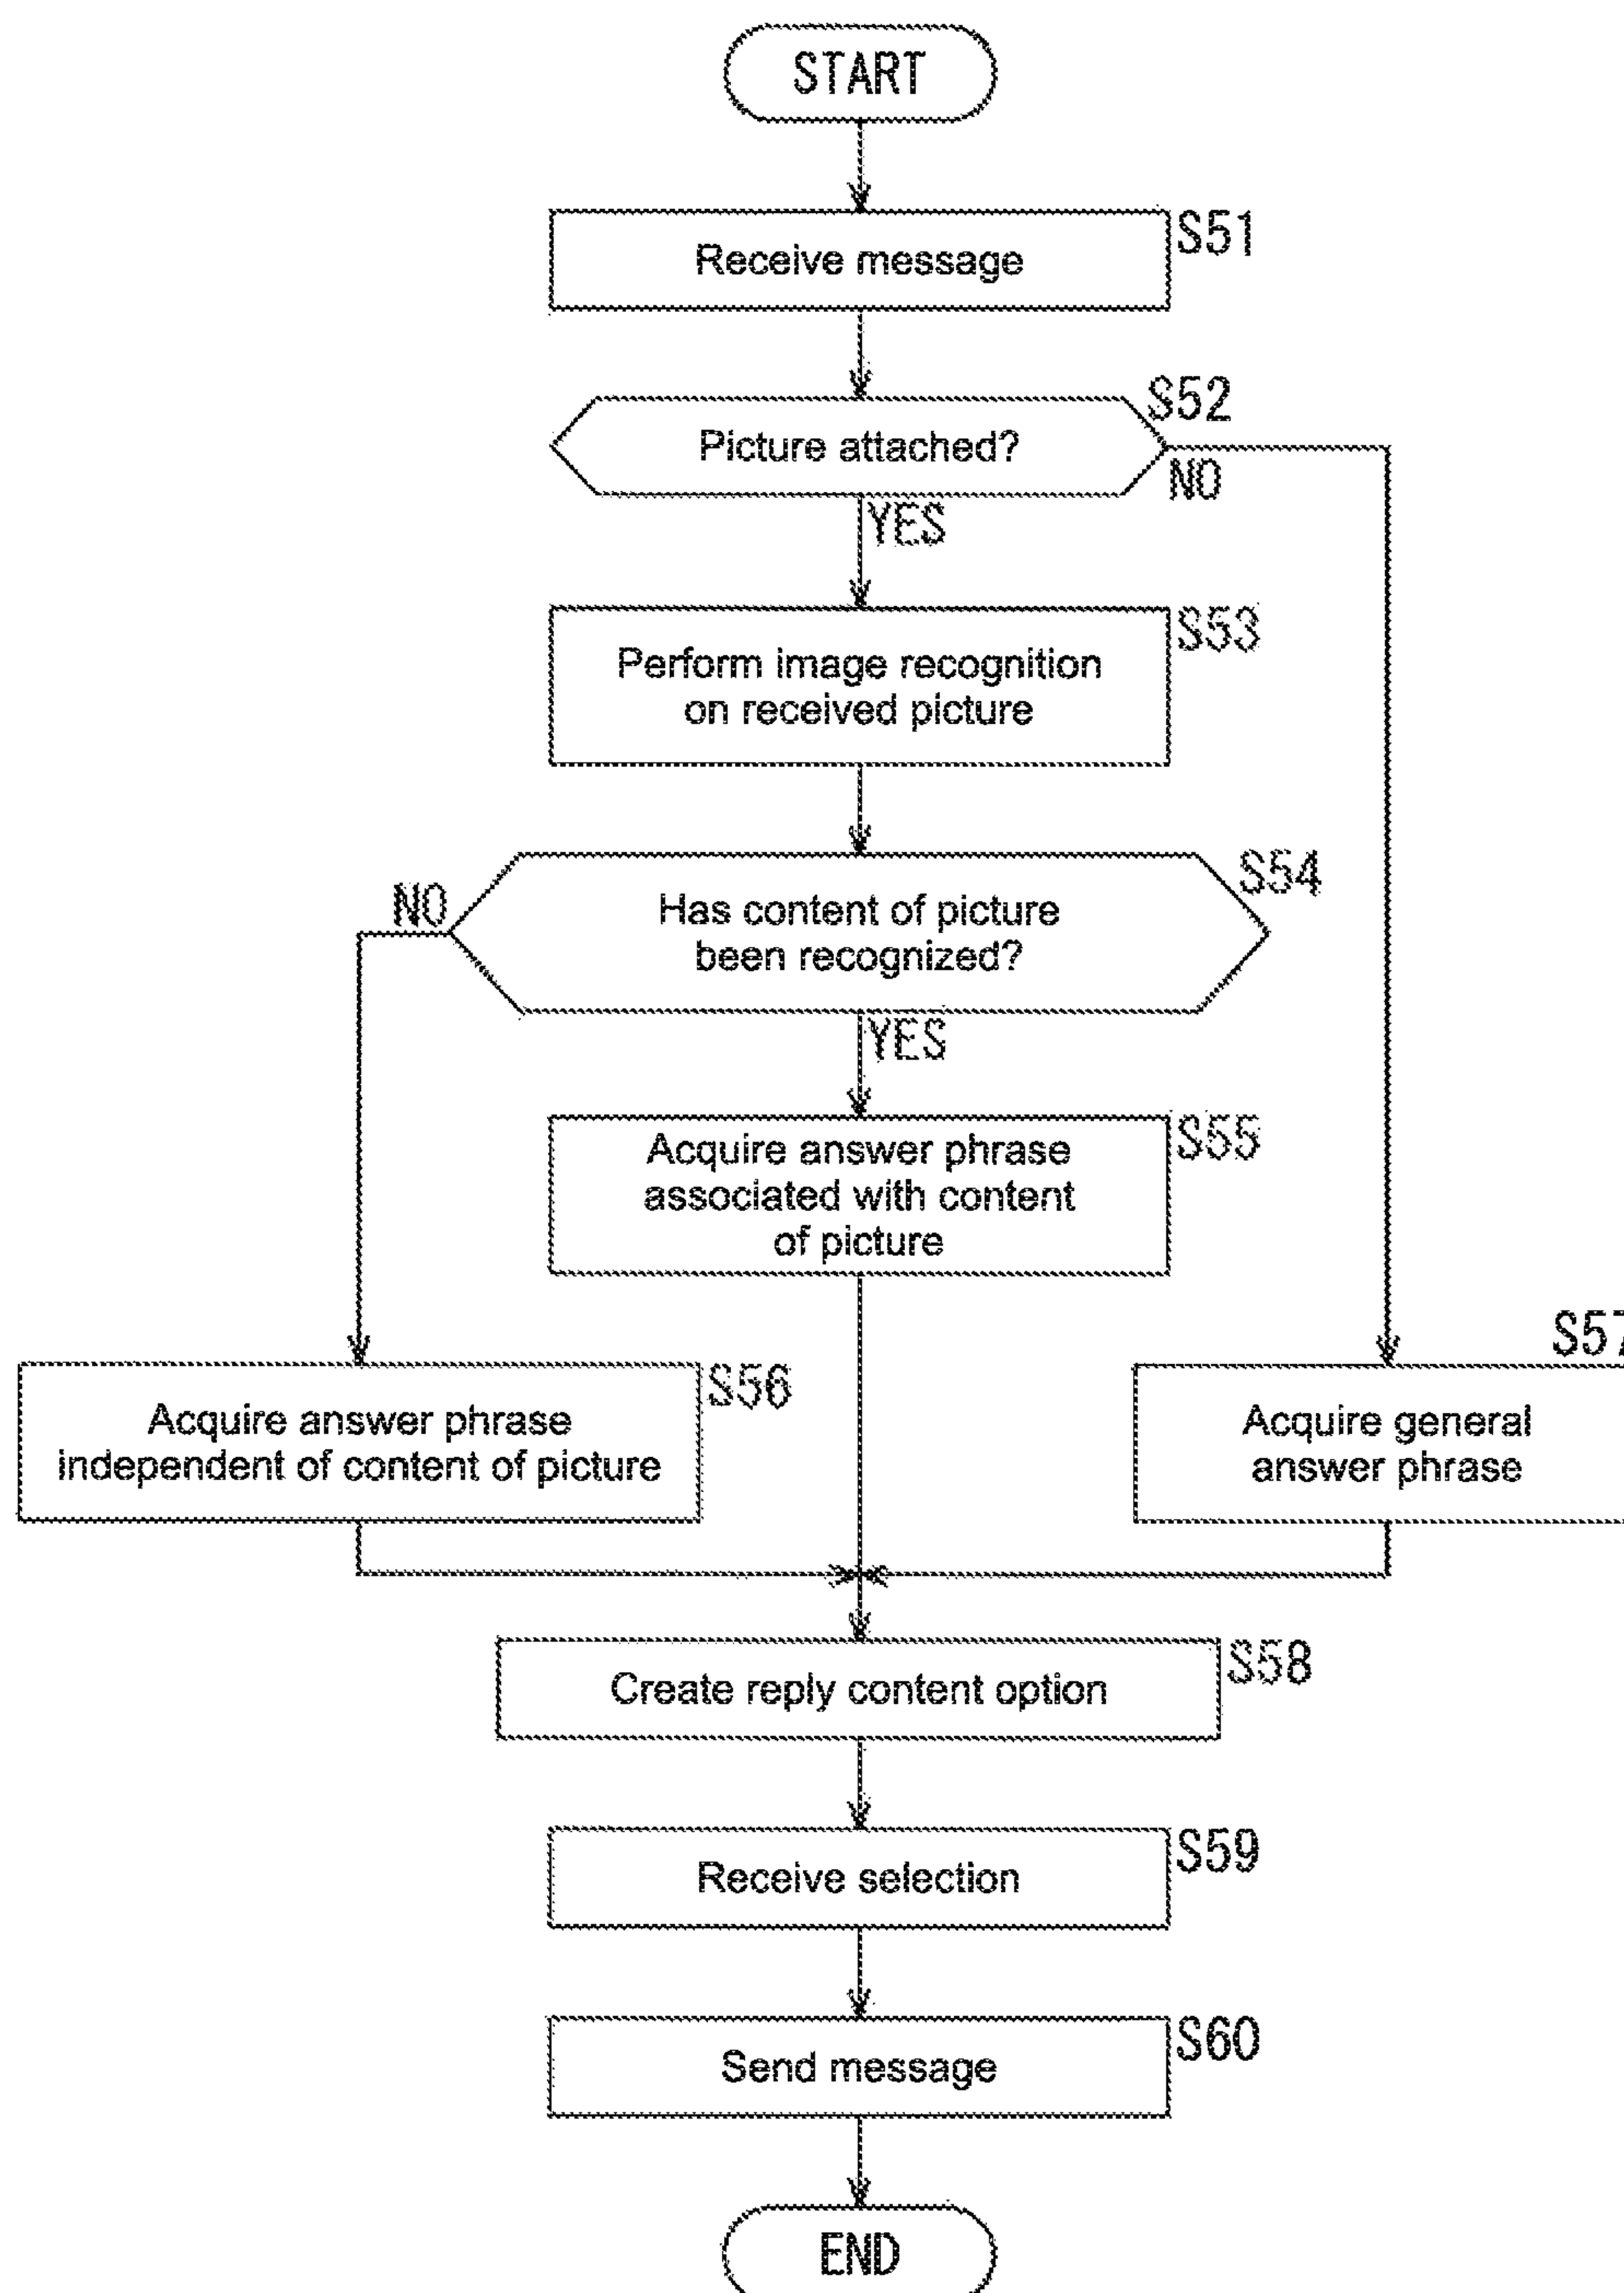 START
S51
Receive message
S52
Picture attached?
NO
YES
S53
Perform image recognition
on received picture
S54
NO
Has content of picture
been recognized?
YES
S55
Acquire answer phrase
associated with content
of picture
S57
S56
Acquire answer phrase
independent of content of picture
Acquire general
answer phrase
S58
Create reply content option
S59
Receive selection
S60
Send message
END